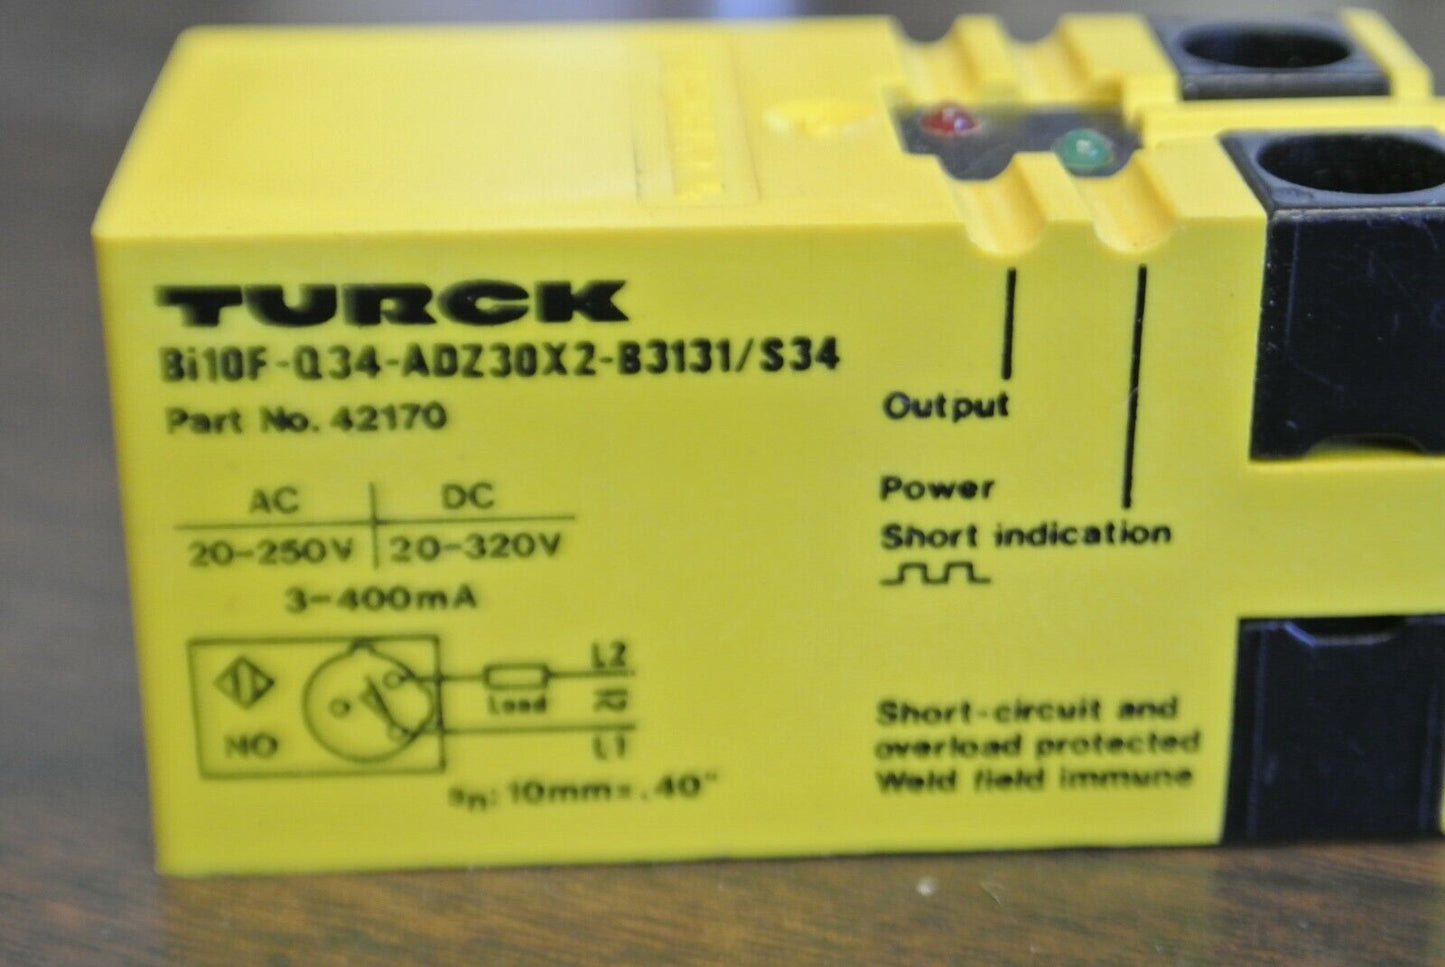 TURCK
Bi10F-Q34-ADZ30X2-B3131/S34
Part No. 42170
AC DC
20-250V 20-320V
3-400mA
Output
Power
Short indication
L2
Load
L1
NO
sn: 10mm=.40"
Short-circuit and
overload protected
Weld field immune